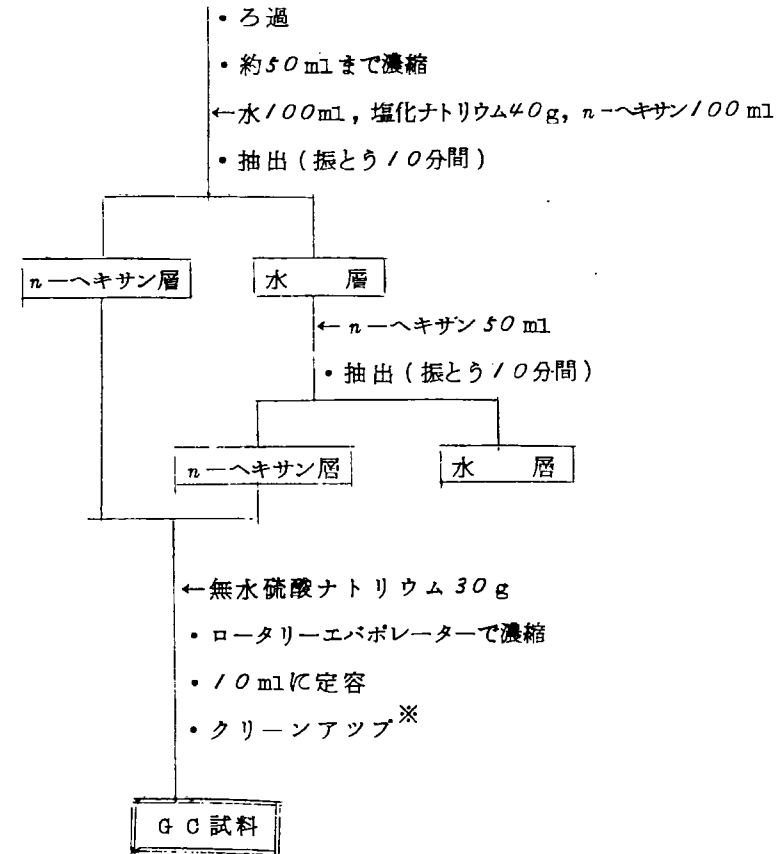 ・ろ過
・約50mlまで濃縮
←水100ml，塩化ナトリウム40g，n－ヘキサン100ml
・抽出（振とう10分間）
n－ヘキサン層
水　層
←n－ヘキサン50ml
・抽出（振とう10分間）
n－ヘキサン層
水　層
←無水硫酸ナトリウム30g
・ロータリーエバポレーターで濃縮
・10mlに定容
・クリーンアップ※
GC試料